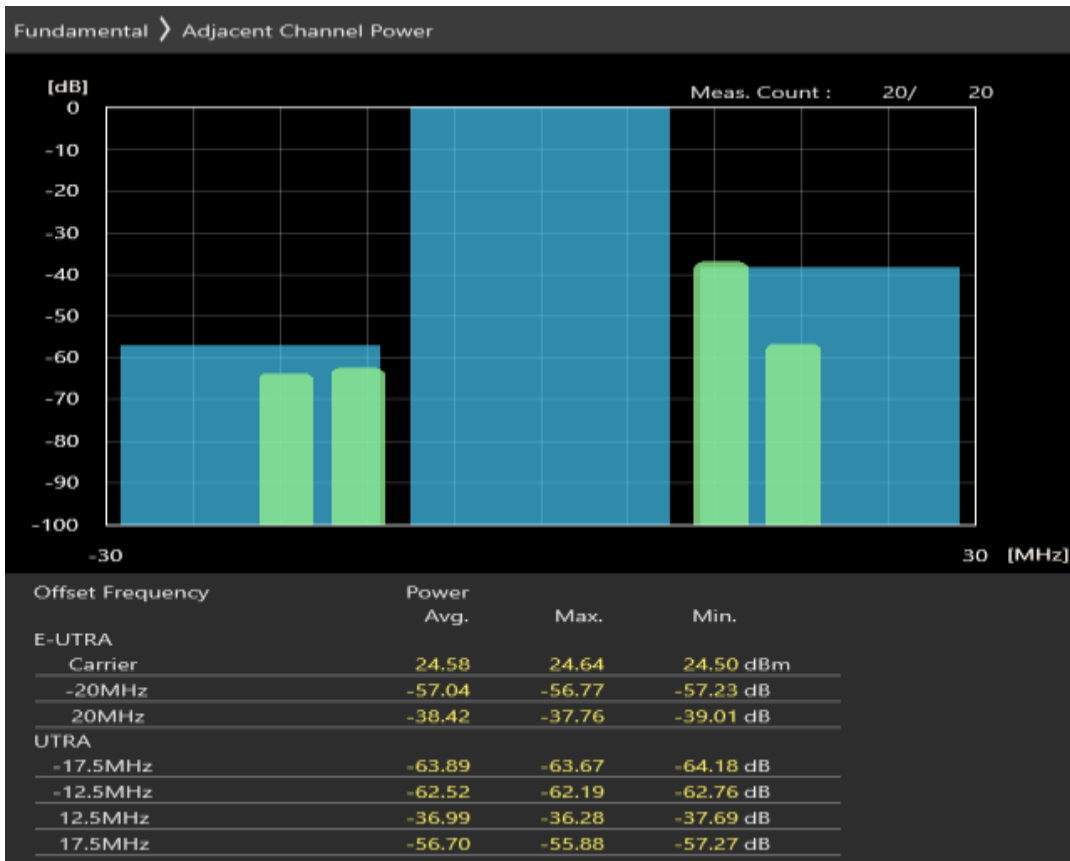 Fundamental 》 Adjacent Channel Power
[dB]
Meas. Count : 20/ 20
0
-10
-20
-30
-40
-50
-60
-70
-80
-90
-100
-30 30 [MHz]
Offset Frequency Power
Avg. Max. Min.
E-UTRA
Carrier 24.58 24.64 24.50 dBm
-20MHz -57.04 -56.77 -57.23 dB
20MHz -38.42 -37.76 -39.01 dB
UTRA
-17.5MHz -63.89 -63.67 -64.18 dB
-12.5MHz -62.52 -62.19 -62.76 dB
12.5MHz -36.99 -36.28 -37.69 dB
17.5MHz -56.70 -55.88 -57.27 dB